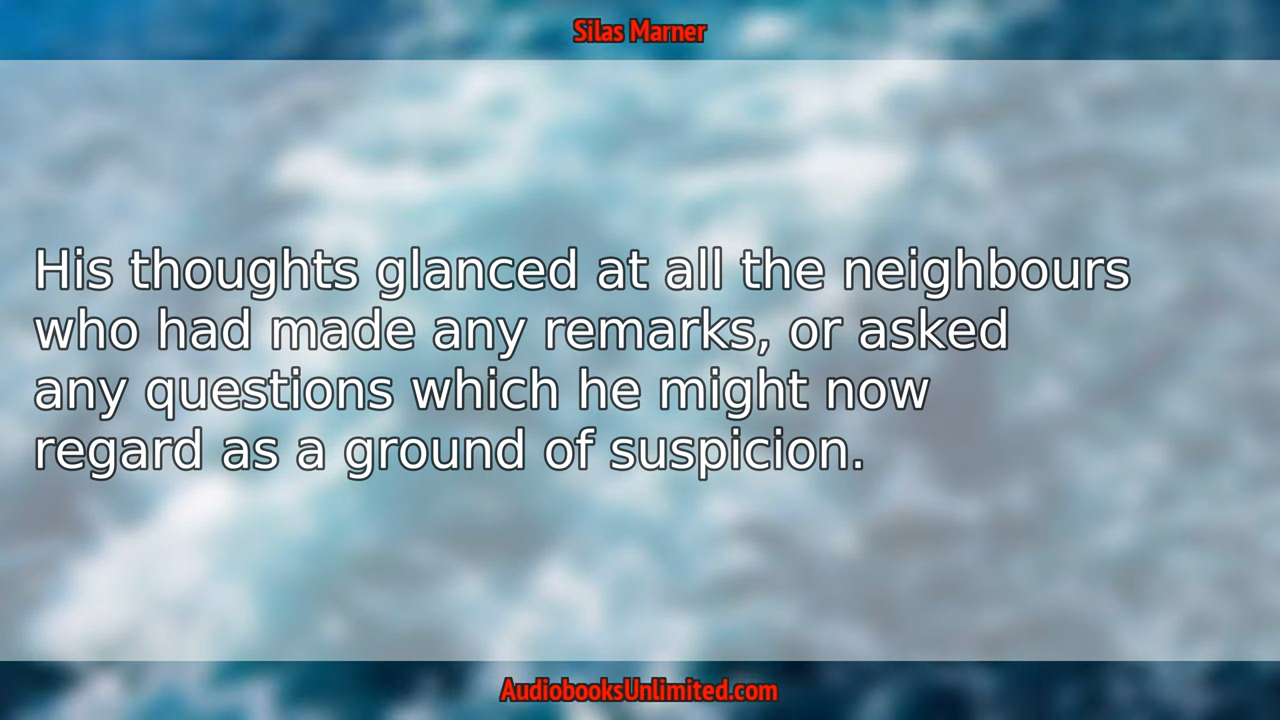 Silas Marner
His thoughts glanced at all the neighbours
who had made any remarks, or asked
any questions which he might now
regard as a ground of suspicion.
AudiobooksUnlimited.com